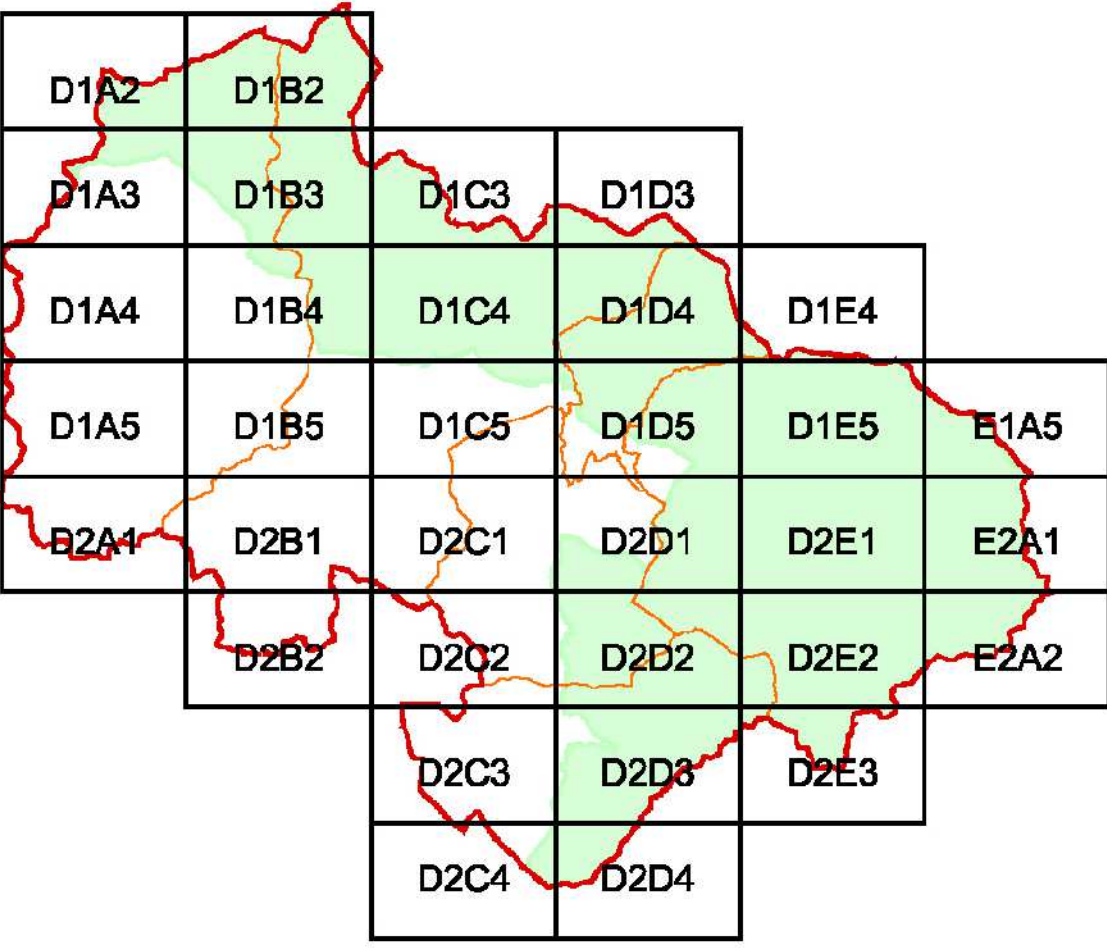 D1A2 D1B2
D1A3 D1B3 D1C3 D1D3
D1A4 D1B4 D1C4 D1D4 D1E4
D1A5 D1B5 D1C5 D1D5 D1E5 E1A5
D2A1 D2B1 D2C1 D2D1 D2E1 E2A1
D2B2 D2C2 D2D2 D2E2 E2A2
D2C3 D2D3 D2E3
D2C4 D2D4